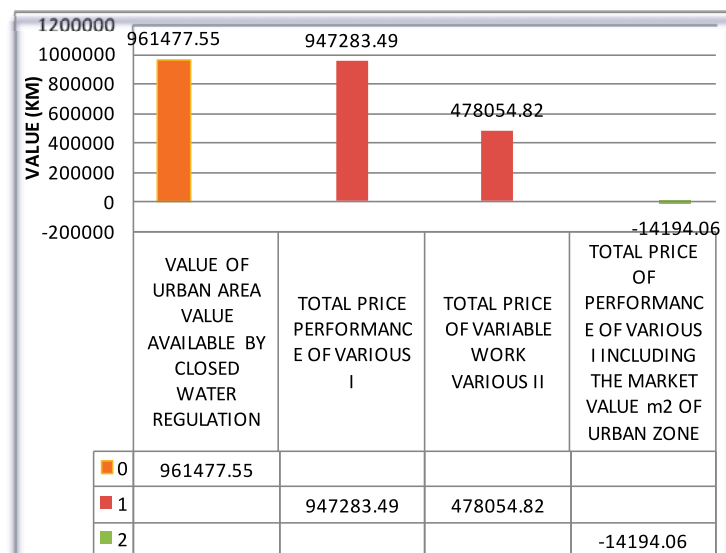 1200000
1000000
800000
600000
400000
200000
0
-200000
VALUE (KM)
961477.55
947283.49
478054.82
-14194.06
VALUE OF
URBAN AREA
VALUE
AVAILABLE BY
CLOSED
WATER
REGULATION
TOTAL PRICE
PERFORMANC
E OF VARIOUS
I
TOTAL PRICE
OF VARIABLE
WORK
VARIOUS II
TOTAL PRICE
OF
PERFORMANC
E OF VARIOUS
I INCLUDING
THE MARKET
VALUE m2 OF
URBAN ZONE
0 961477.55
1 947283.49 478054.82
2 -14194.06